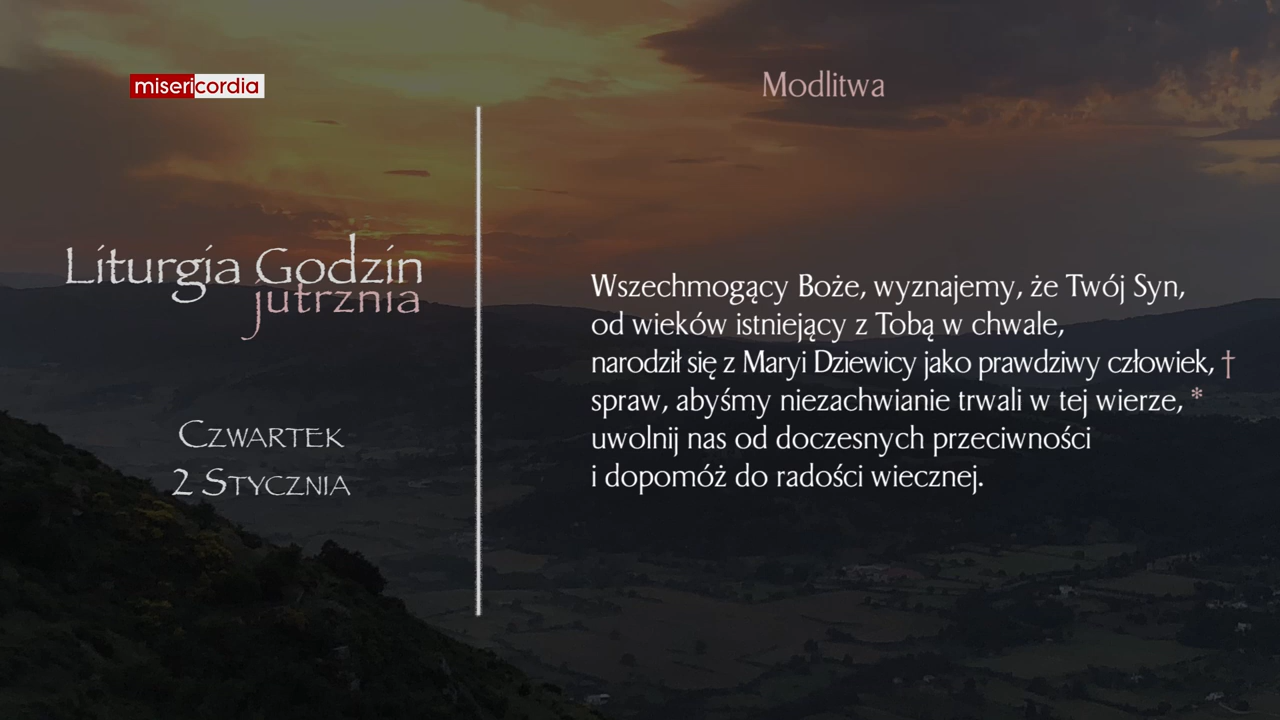 misericordia
Liturgia Godzin
jutrznia
Czwartek
2 Stycznia
Modlitwa
Wszechmogący Boże, wyznajemy, że Twój Syn,
od wieków istniejący z Tobą w chwale,
narodził się z Maryi Dziewicy jako prawdziwy człowiek, †
spraw, abyśmy niezachwianie trwali w tej wierze, *
uwolnij nas od doczesnych przeciwności
i dopomóż do radości wiecznej.